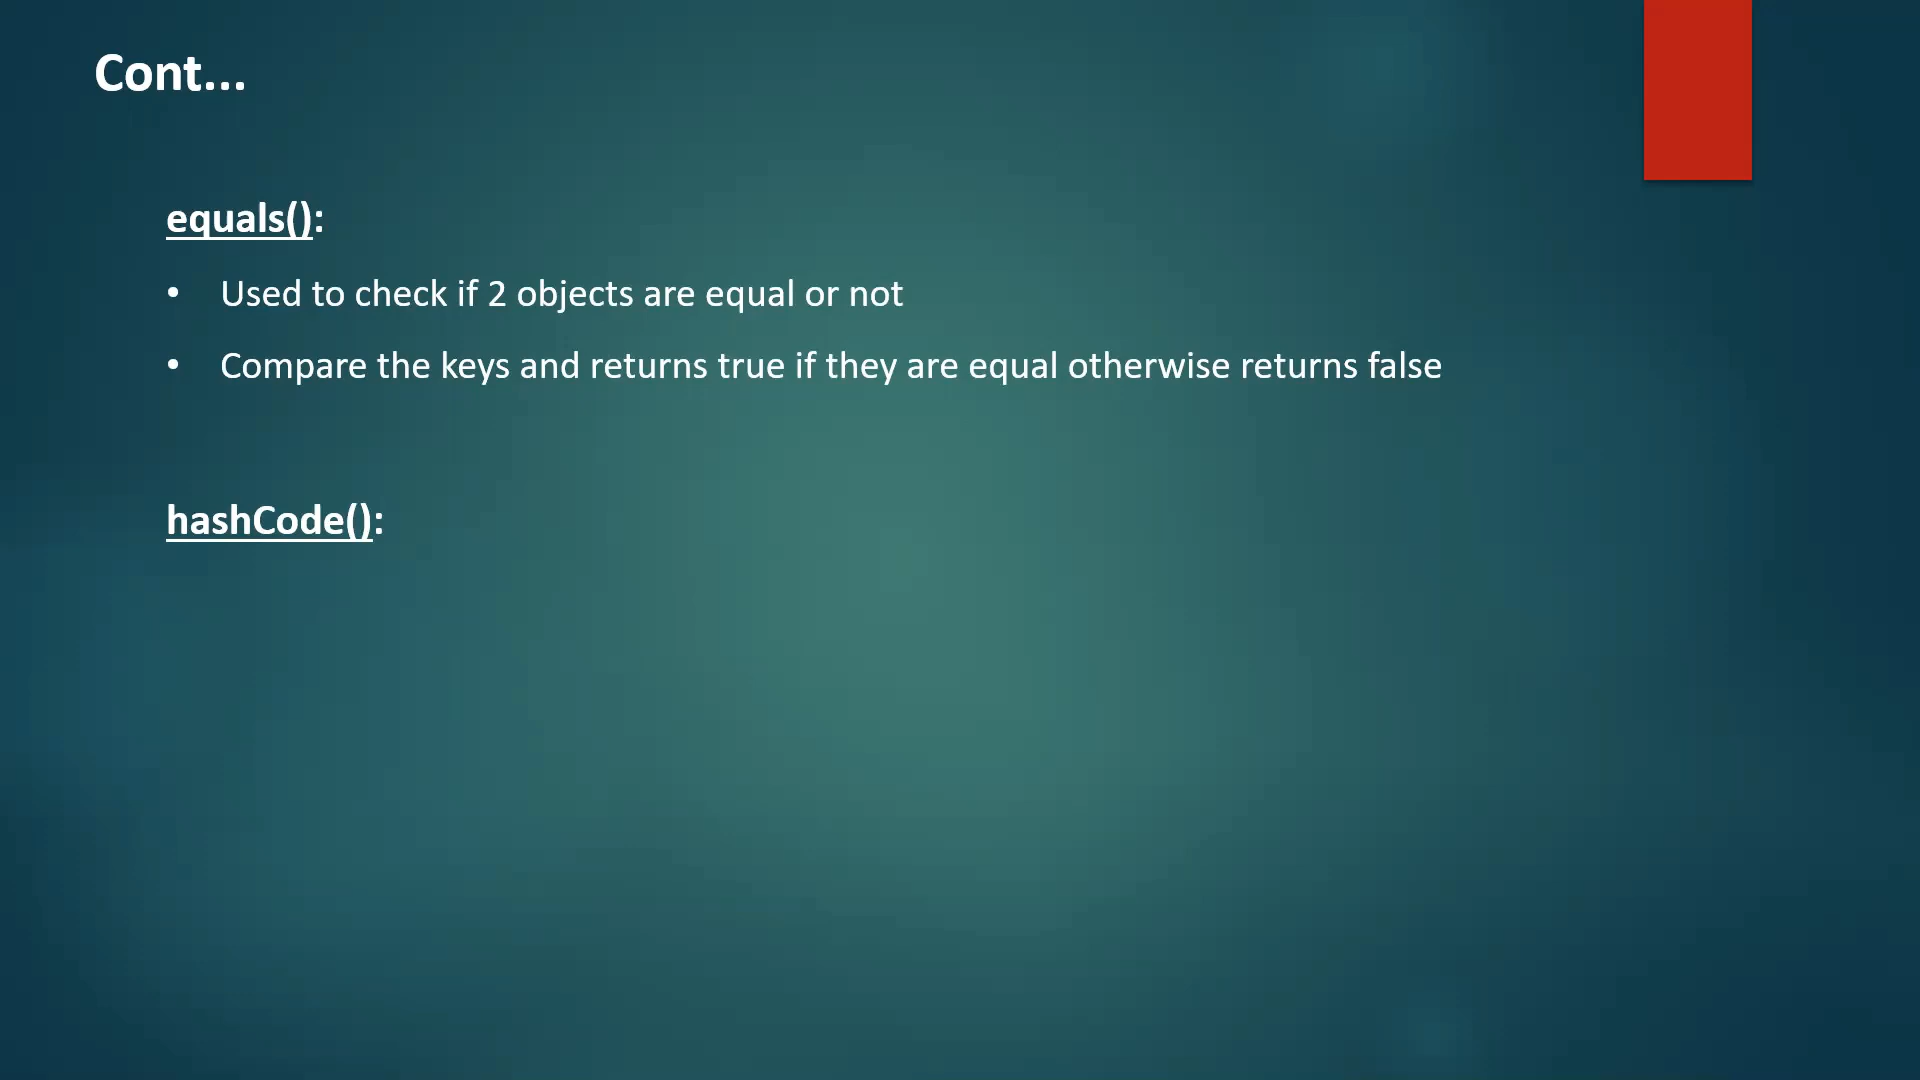 Cont...
equals():
• Used to check if 2 objects are equal or not
• Compare the keys and returns true if they are equal otherwise returns false
hashCode():